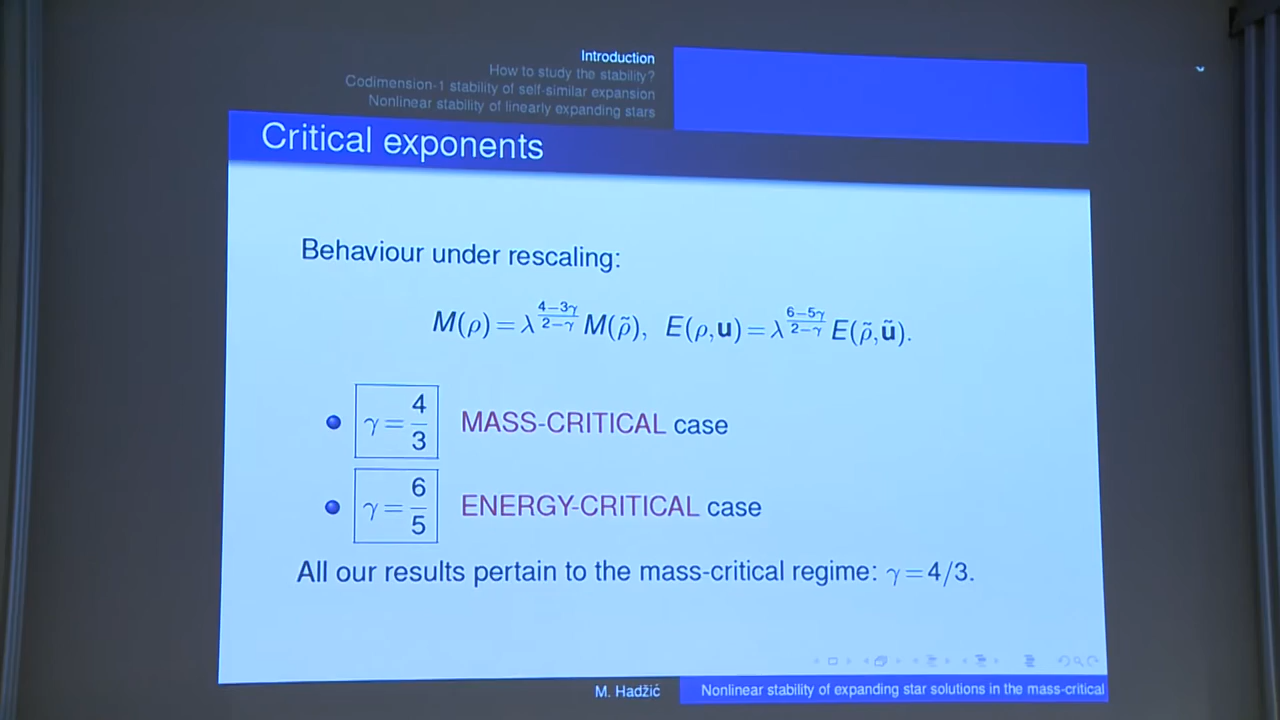 Introduction
How to study the stability?
Codimension-1 stability of self-similar expansion
Nonlinear stability of linearly expanding stars
Critical exponents
Behaviour under rescaling:
M(ρ) = λ^{\frac{4−3γ}{2−γ}} M(ρ̃), E(ρ,u) = λ^{\frac{6−5γ}{2−γ}} E(ρ̃,ũ).
γ = 4/3 MASS-CRITICAL case
γ = 6/5 ENERGY-CRITICAL case
All our results pertain to the mass-critical regime: γ = 4/3.
M. Hadžić Nonlinear stability of expanding star solutions in the mass-critical